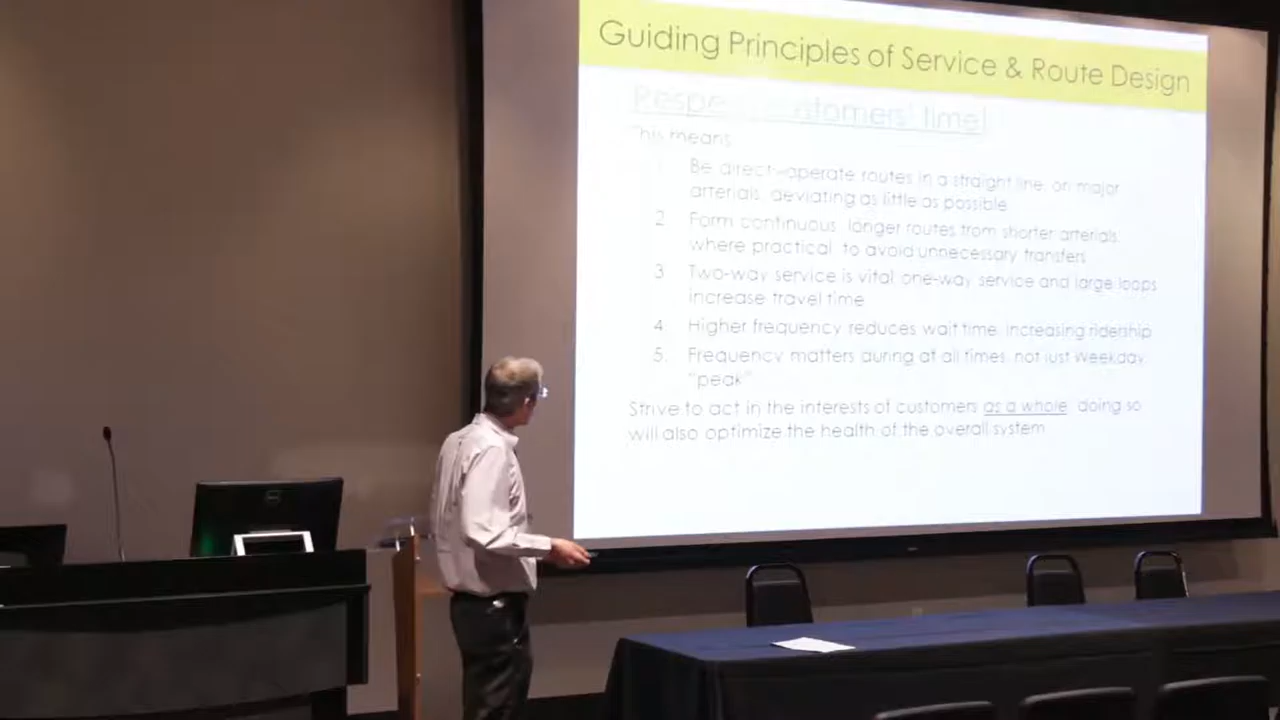 Guiding Principles of Service & Route Design
Respe customers' time!
This means
1. Be direct–operate routes in a straight line, on major
arterials, deviating as little as possible
2. Form continuous, longer routes from shorter arterials,
where practical, to avoid unnecessary transfers
3. Two-way service is vital one-way service and large loops
increase travel time
4. Higher frequency reduces wait time, increasing ridership
5. Frequency matters during at all times, not just weekday
"peak"
Strive to act in the interests of customers as a whole, doing so
will also optimize the health of the overall system
DELL